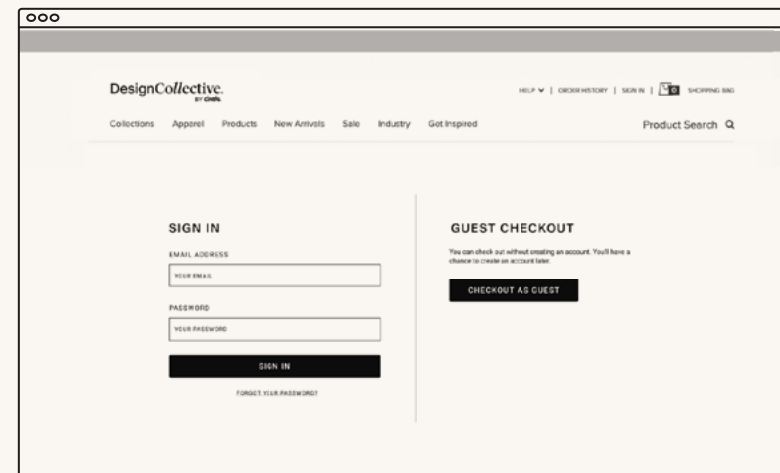 DesignCollective.
BY Cintas
HELP | ORDER HISTORY | SIGN IN | 0 SHOPPING BAG
Collections Apparel Products New Arrivals Sale Industry Get Inspired
Product Search
SIGN IN
EMAIL ADDRESS
YOUR EMAIL
PASSWORD
YOUR PASSWORD
SIGN IN
FORGOT YOUR PASSWORD?
GUEST CHECKOUT
You can check out without creating an account. You'll have a
chance to create an account later.
CHECKOUT AS GUEST